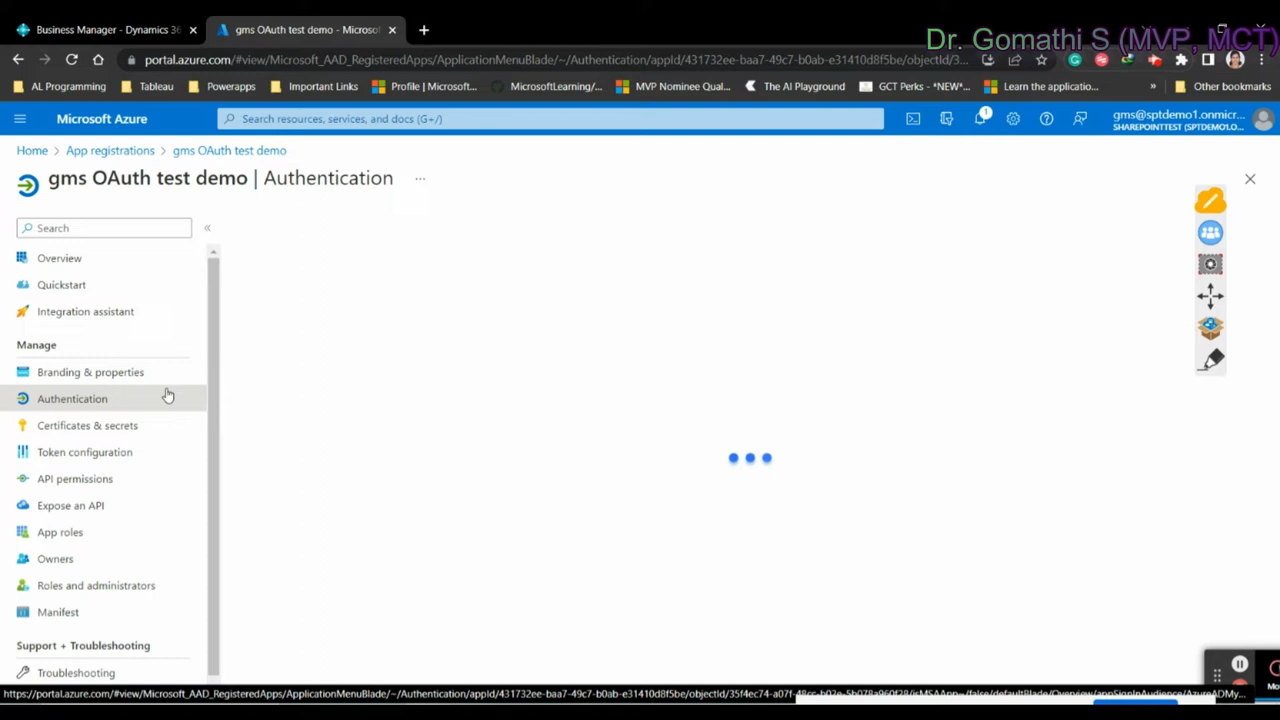 Business Manager - Dynamics 36
gms OAuth test demo - Microsof
Dr. Gomathi S (MVP, MCT)
portal.azure.com/#view/Microsoft_AAD_RegisteredApps/ApplicationMenuBlade/~/Authentication/appId/431732ee-baa7-49c7-b0ab-e31410d8f5be/objectId/3...
AI Programming
Tableau
Powerapps
Important Links
Profile | Microsoft...
MicrosoftLearning/...
MVP Nominee Qual...
The AI Playground
GCT Perks - *NEW*...
Learn the applicatio...
»
Other bookmarks
Microsoft Azure
Search resources, services, and docs (G+/)
1
gms@sptdemo1.onmicr...
SHAREPOINTTEST (SPTDEMO1.O...
Home > App registrations > gms OAuth test demo
gms OAuth test demo | Authentication ...
Search
«
Overview
Quickstart
Integration assistant
Manage
Branding & properties
Authentication
Certificates & secrets
Token configuration
API permissions
Expose an API
App roles
Owners
Roles and administrators
Manifest
Support + Troubleshooting
Troubleshooting